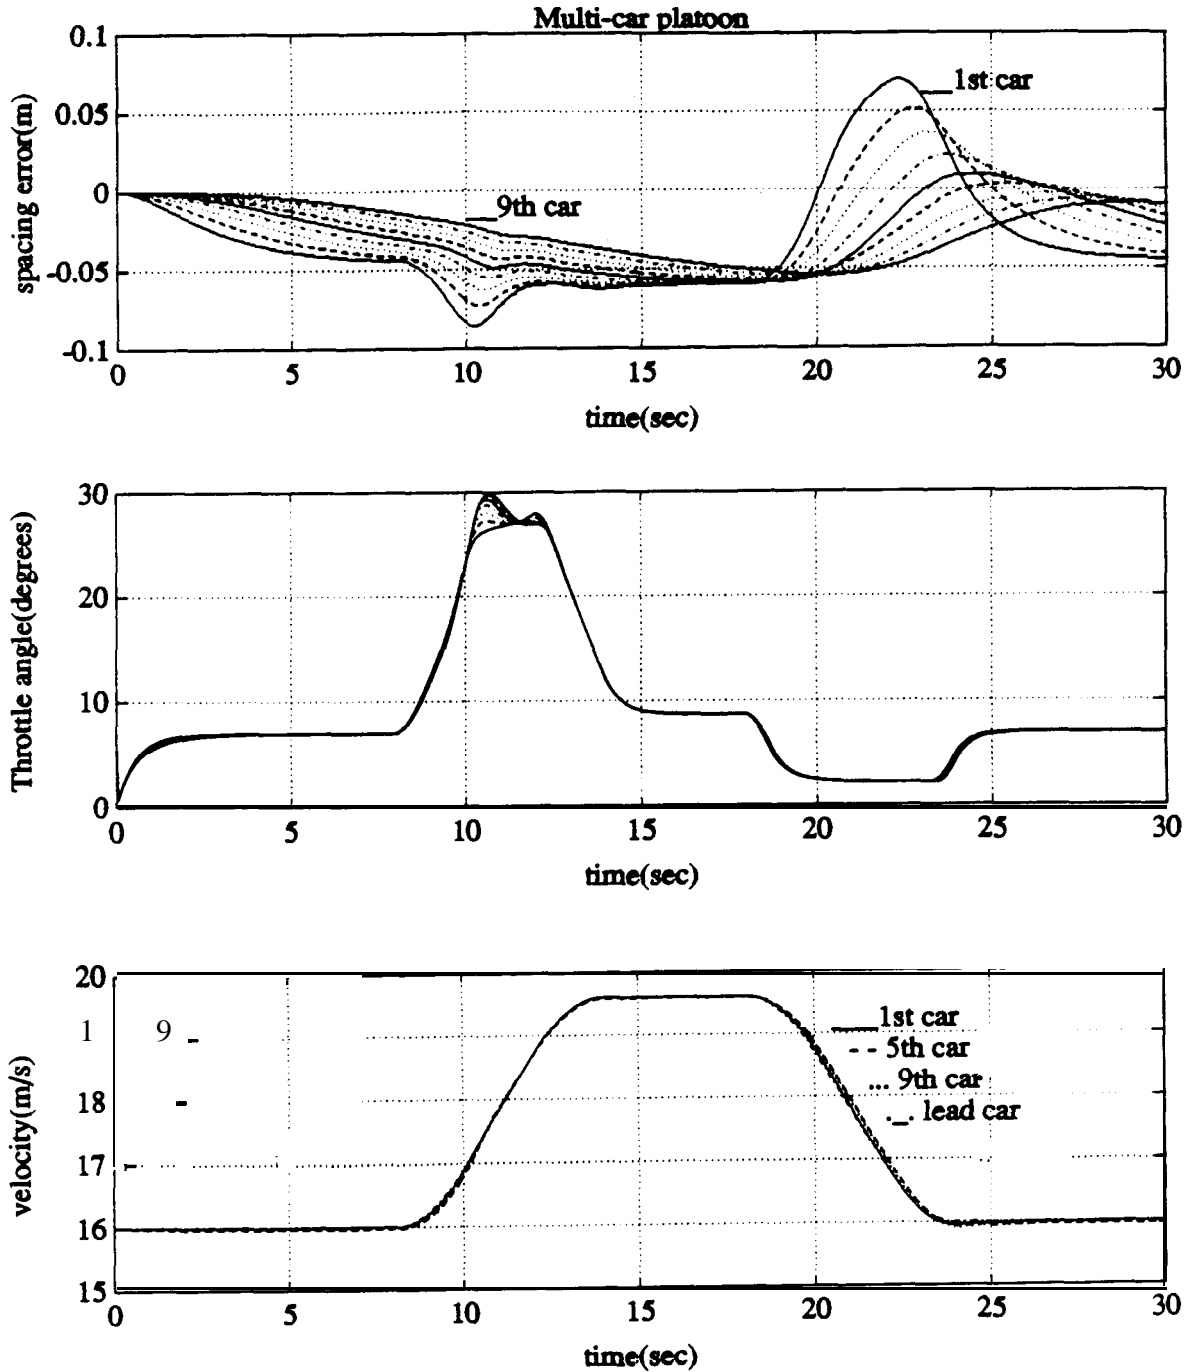 Multi-car platoon
0.1
0.05
0
-0.05
-0.1
spacing error(m)
1st car
9th car
0 5 10 15 20 25 30
time(sec)
30
20
10
0
Throttle angle(degrees)
0 5 10 15 20 25 30
time(sec)
20
1 9
18
17
16
15
velocity(m/s)
1st car
-- 5th car
... 9th car
._. lead car
0 5 10 15 20 25 30
time(sec)